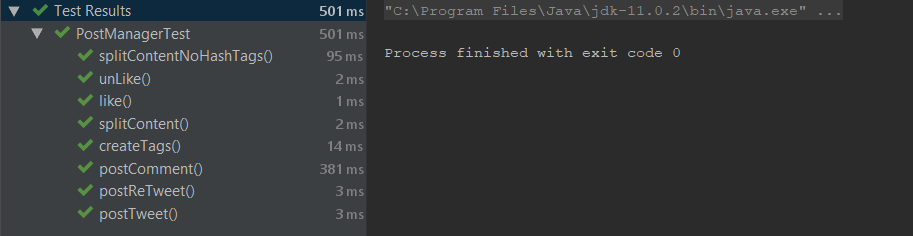 Test Results 501 ms
PostManagerTest 501 ms
splitContentNoHashTags() 95 ms
unLike() 2 ms
like() 1 ms
splitContent() 2 ms
createTags() 14 ms
postComment() 381 ms
postReTweet() 3 ms
postTweet() 3 ms
"C:\Program Files\Java\jdk-11.0.2\bin\java.exe" ...
Process finished with exit code 0